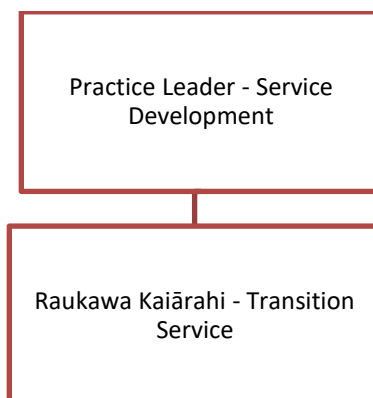 Practice Leader - Service
Development
Raukawa Kaiārahi - Transition
Service